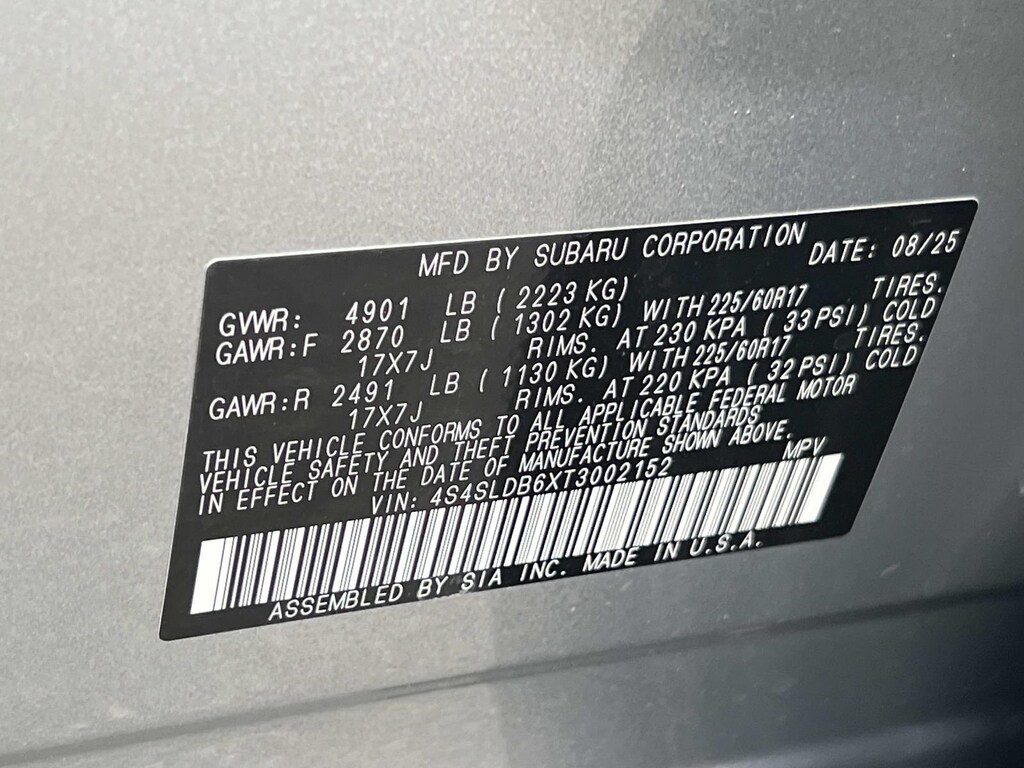 MFD BY SUBARU CORPORATION DATE: 08/25
GVWR: 4901 LB ( 2223 KG)
GAWR:F 2870 LB ( 1302 KG) WITH 225/60R17 TIRES.
17X7J RIMS. AT 230 KPA ( 33 PSI) COLD
GAWR:R 2491 LB ( 1130 KG) WITH 225/60R17 TIRES.
17X7J RIMS. AT 220 KPA ( 32 PSI) COLD
THIS VEHICLE CONFORMS TO ALL APPLICABLE FEDERAL MOTOR
VEHICLE SAFETY AND THEFT PREVENTION STANDARDS
IN EFFECT ON THE DATE OF MANUFACTURE SHOWN ABOVE.
VIN: 4S4SLDB6XT3002152 MPV
ASSEMBLED BY SIA INC. MADE IN U.S.A.